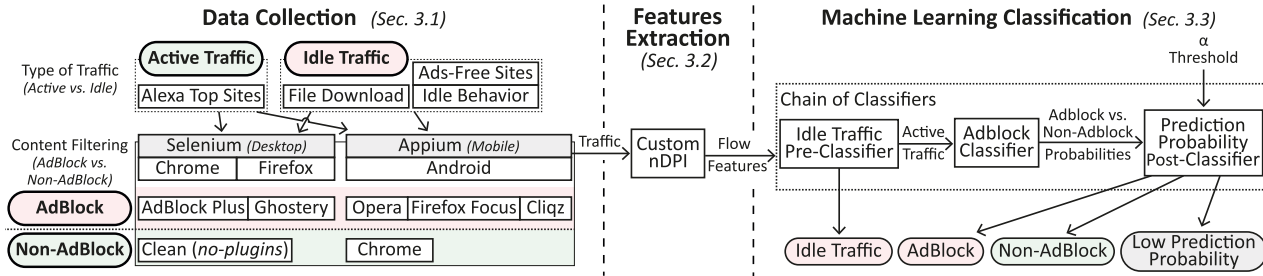 Data Collection (Sec. 3.1)
Features
Extraction
(Sec. 3.2)
Machine Learning Classification (Sec. 3.3)
Type of Traffic
(Active vs. Idle)
Active Traffic
Idle Traffic
Alexa Top Sites
File Download
Ads-Free Sites
Idle Behavior
Content Filtering
(AdBlock vs.
Non-AdBlock)
Selenium (Desktop)
Chrome
Firefox
Appium (Mobile)
Android
AdBlock
AdBlock Plus
Ghostery
Opera
Firefox Focus
Cliqz
Non-AdBlock
Clean (no-plugins)
Chrome
Traffic
Custom
nDPI
Flow
Features
α
Threshold
Chain of Classifiers
Idle Traffic
Pre-Classifier
Active
Traffic
Adblock
Classifier
Adblock vs.
Non-Adblock
Probabilities
Prediction
Probability
Post-Classifier
Idle Traffic
AdBlock
Non-AdBlock
Low Prediction
Probability